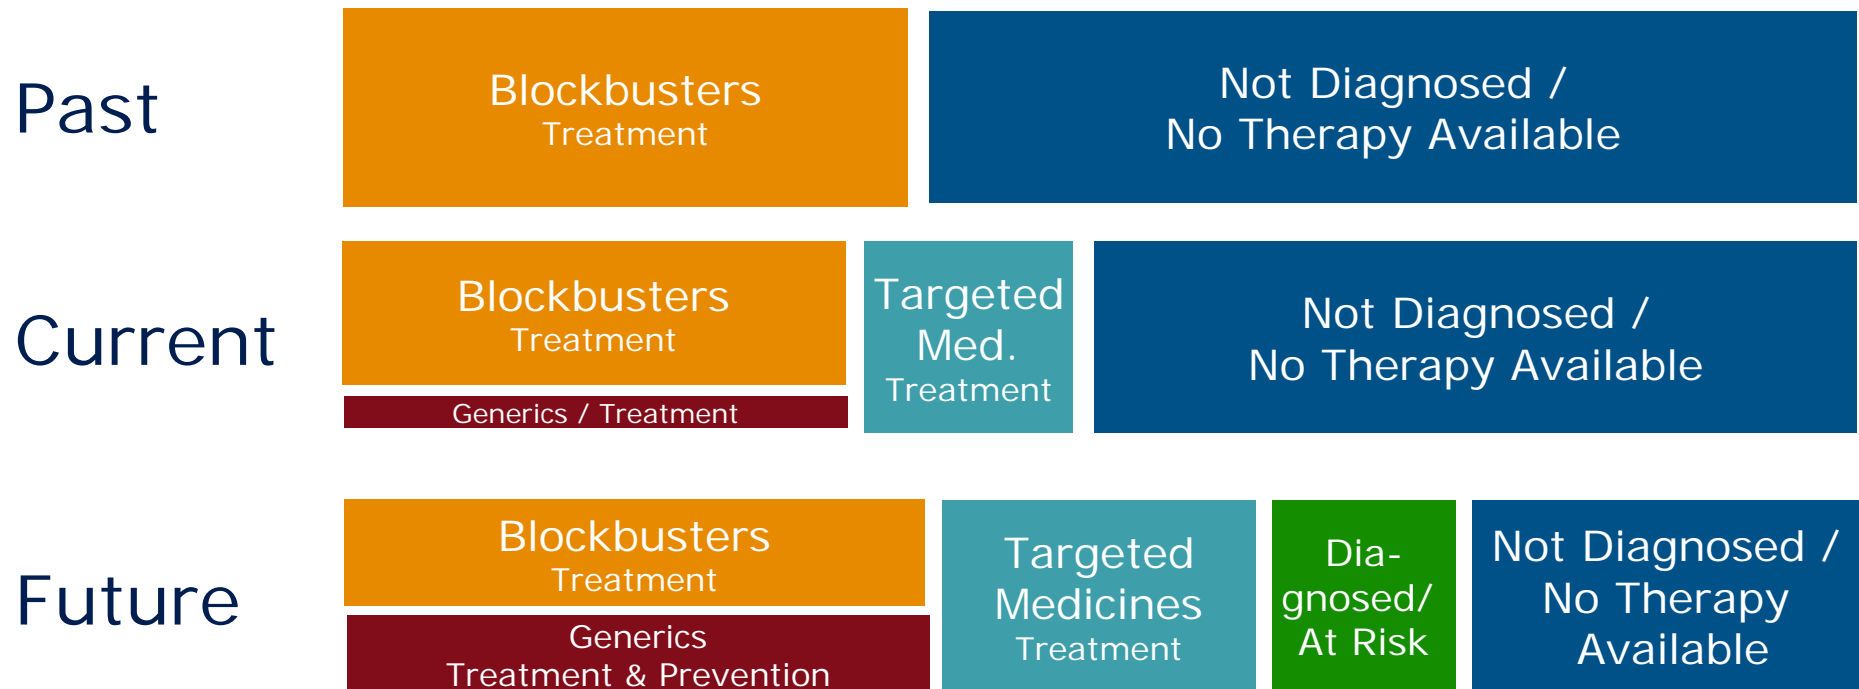 Past
Blockbusters
Treatment
Not Diagnosed /
No Therapy Available
Current
Blockbusters
Treatment
Generics / Treatment
Targeted
Med.
Treatment
Not Diagnosed /
No Therapy Available
Future
Blockbusters
Treatment
Generics
Treatment & Prevention
Targeted
Medicines
Treatment
Dia-
gnosed/
At Risk
Not Diagnosed /
No Therapy
Available